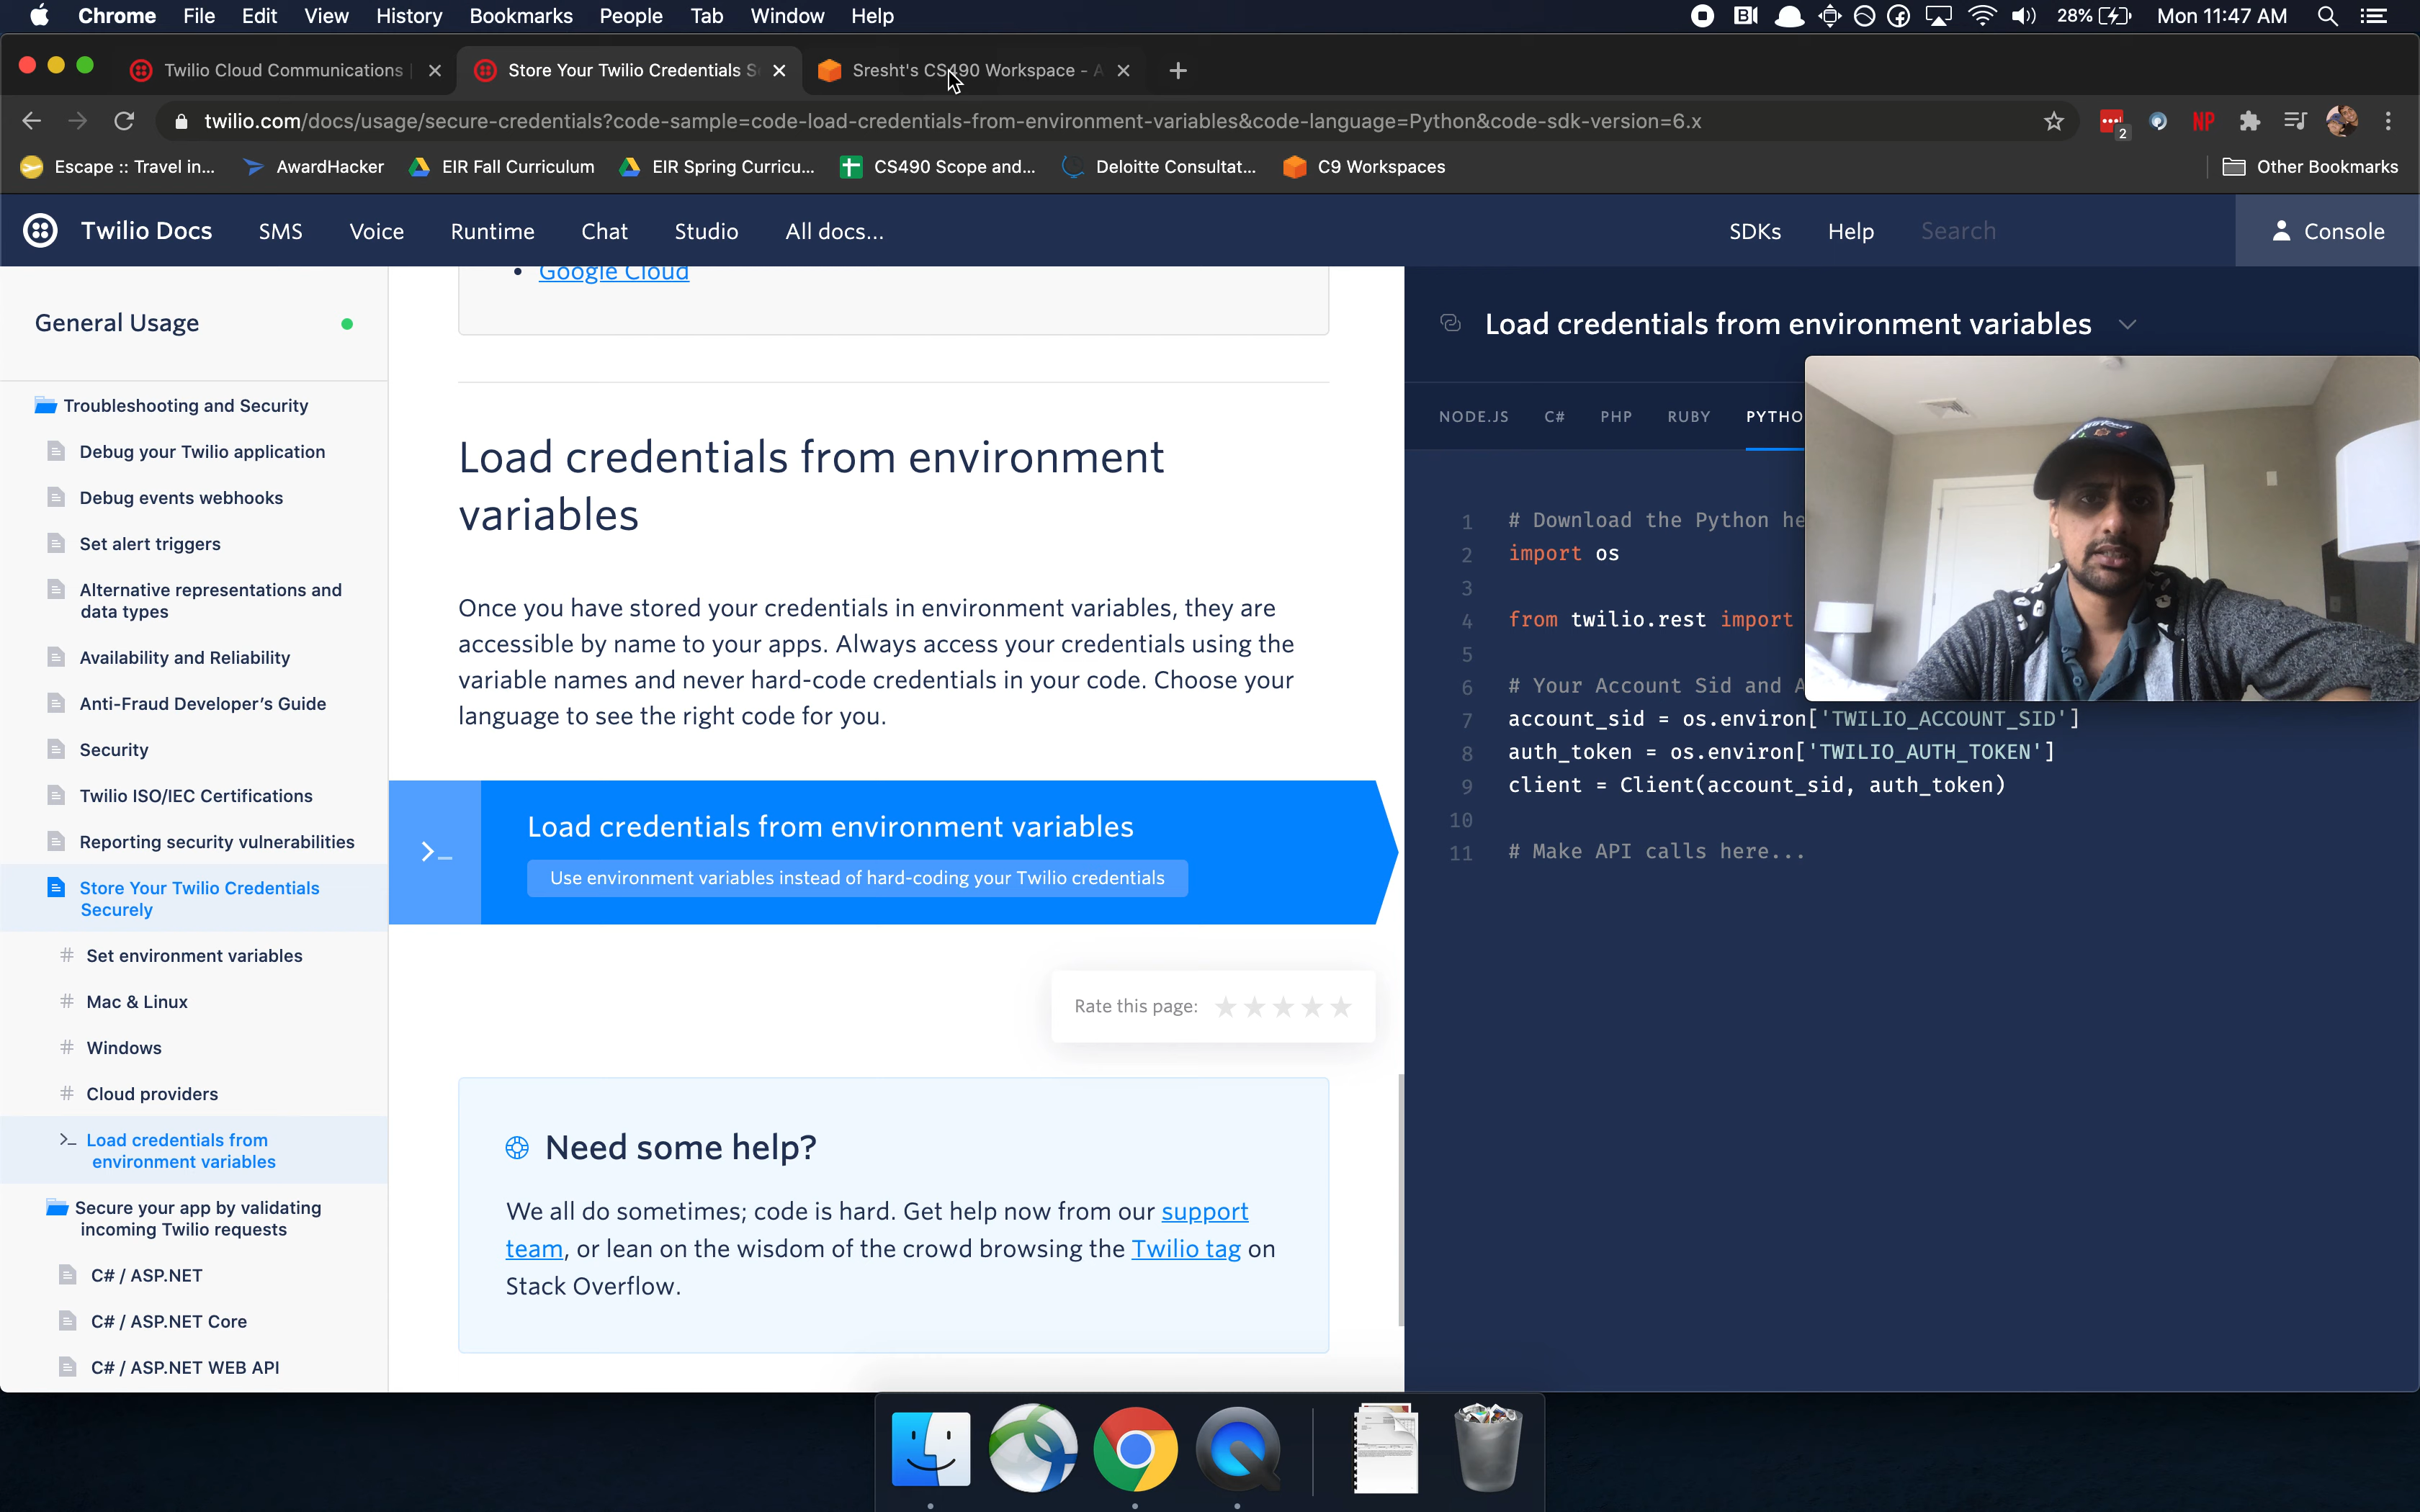 Chrome File Edit View History Bookmarks People Tab Window Help
28% Mon 11:47 AM
Twilio Cloud Communications
Store Your Twilio Credentials S
Sresht's CS490 Workspace - A
twilio.com/docs/usage/secure-credentials?code-sample=code-load-credentials-from-environment-variables&code-language=Python&code-sdk-version=6.x
2
NP
Escape :: Travel in...
AwardHacker
EIR Fall Curriculum
EIR Spring Curricu...
CS490 Scope and...
Deloitte Consultat...
C9 Workspaces
Other Bookmarks
Twilio Docs
SMS
Voice
Runtime
Chat
Studio
All docs...
SDKs
Help
Search
Console
General Usage
Troubleshooting and Security
Debug your Twilio application
Debug events webhooks
Set alert triggers
Alternative representations and
data types
Availability and Reliability
Anti-Fraud Developer's Guide
Security
Twilio ISO/IEC Certifications
Reporting security vulnerabilities
Store Your Twilio Credentials
Securely
# Set environment variables
# Mac & Linux
# Windows
# Cloud providers
>_ Load credentials from
environment variables
Secure your app by validating
incoming Twilio requests
C# / ASP.NET
C# / ASP.NET Core
C# / ASP.NET WEB API
• Google Cloud
Load credentials from environment
variables
Once you have stored your credentials in environment variables, they are
accessible by name to your apps. Always access your credentials using the
variable names and never hard-code credentials in your code. Choose your
language to see the right code for you.
>_
Load credentials from environment variables
Use environment variables instead of hard-coding your Twilio credentials
Rate this page:
Need some help?
We all do sometimes; code is hard. Get help now from our support
team, or lean on the wisdom of the crowd browsing the Twilio tag on
Stack Overflow.
Load credentials from environment variables
NODE.JS C# PHP RUBY PYTHO
1 # Download the Python he
2 import os
3
4 from twilio.rest import
5
6 # Your Account Sid and A
7 account_sid = os.environ['TWILIO_ACCOUNT_SID']
8 auth_token = os.environ['TWILIO_AUTH_TOKEN']
9 client = Client(account_sid, auth_token)
10
11 # Make API calls here...